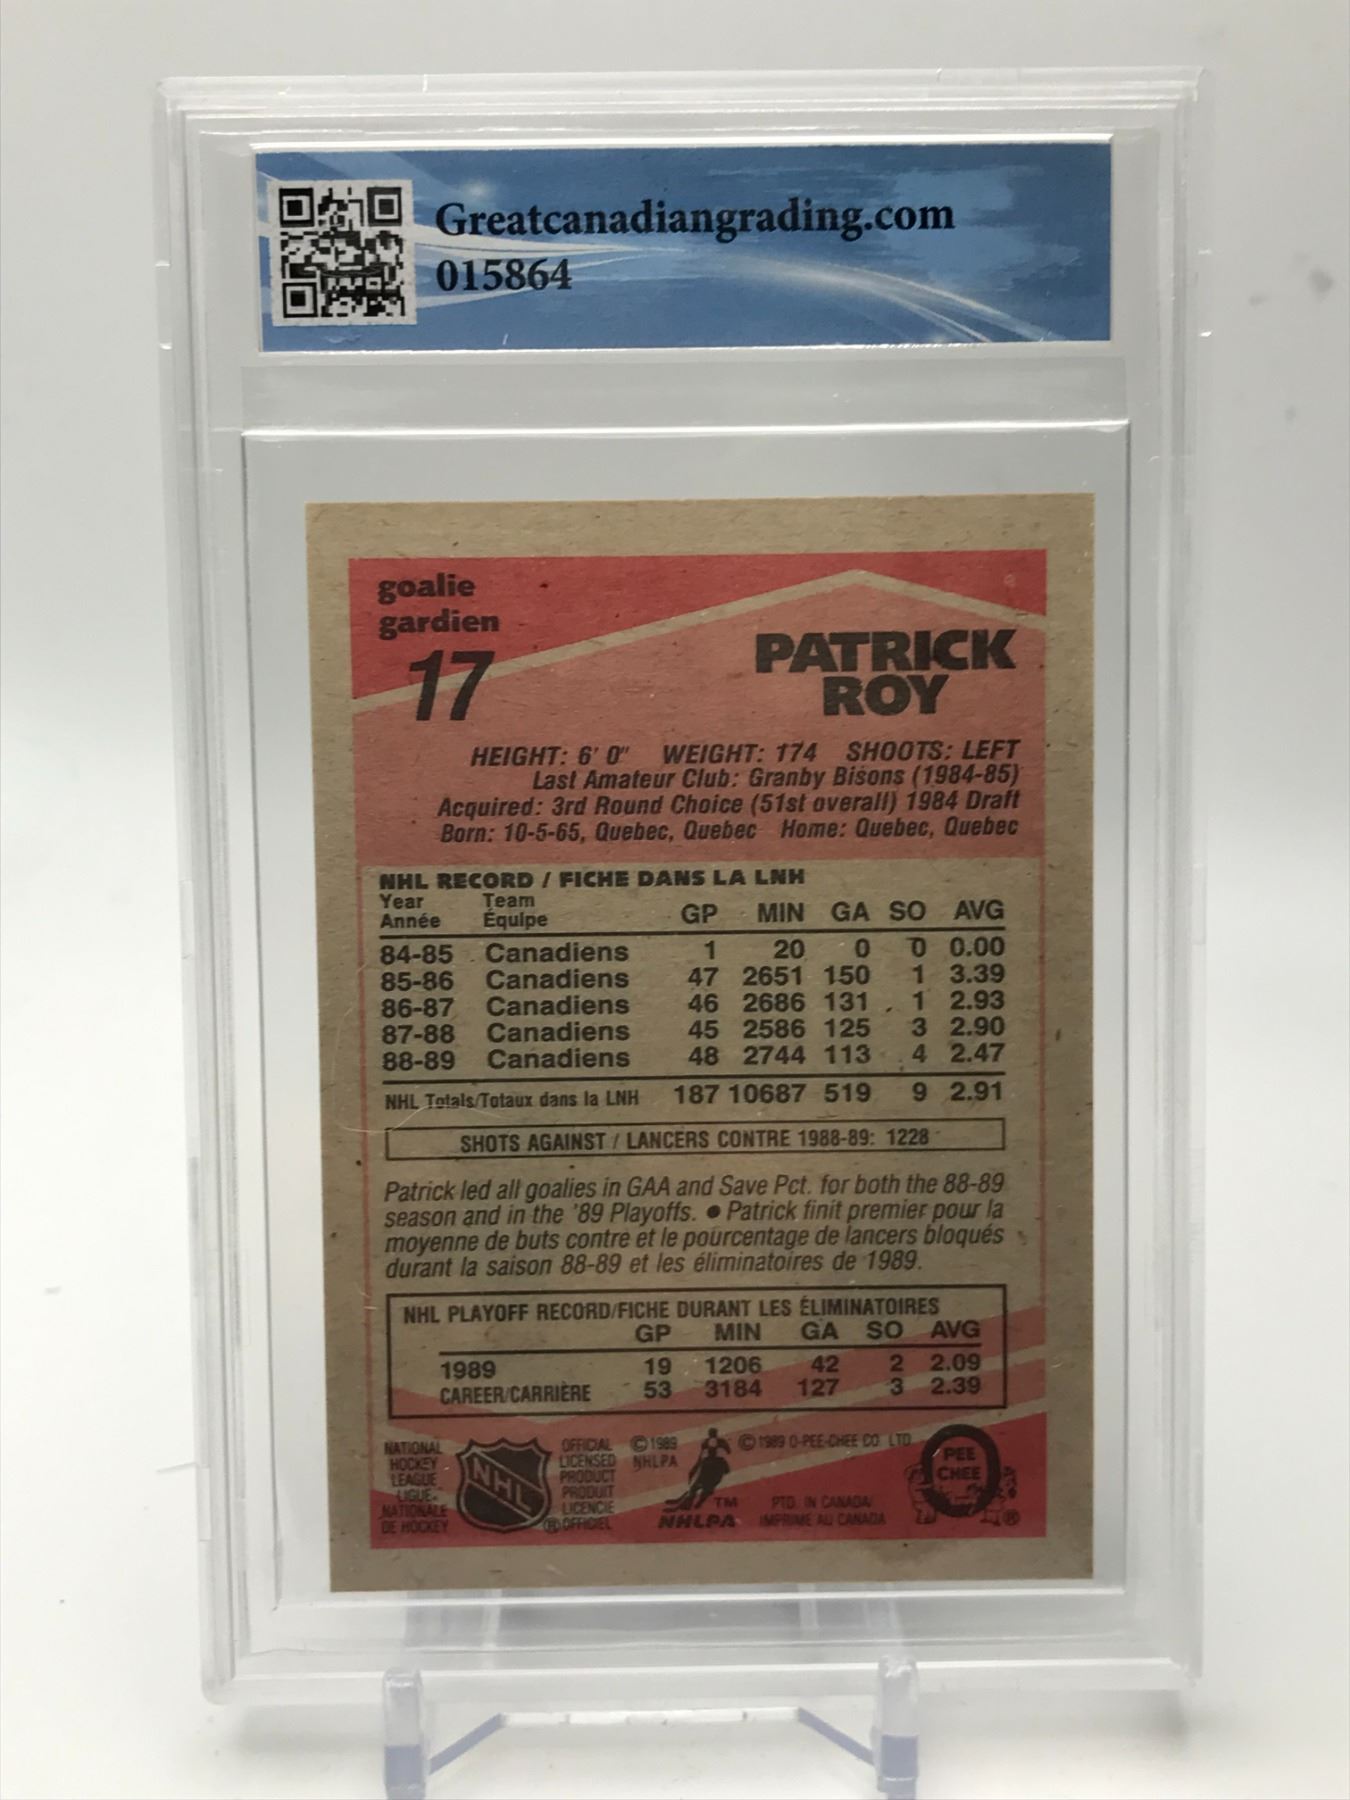 Greatcanadiangrading.com
015864
goalie
gardien
17
PATRICK
ROY
HEIGHT: 6' 0" WEIGHT: 174 SHOOTS: LEFT
Last Amateur Club: Granby Bisons (1984-85)
Acquired: 3rd Round Choice (51st overall) 1984 Draft
Born: 10-5-65, Quebec, Quebec Home: Quebec, Quebec
NHL RECORD / FICHE DANS LA LNH
Year Team
Année Équipe GP MIN GA SO AVG
84-85 Canadiens 1 20 0 0 0.00
85-86 Canadiens 47 2651 150 1 3.39
86-87 Canadiens 46 2686 131 1 2.93
87-88 Canadiens 45 2586 125 3 2.90
88-89 Canadiens 48 2744 113 4 2.47
NHL Totals/Totaux dans la LNH 187 10687 519 9 2.91
SHOTS AGAINST / LANCERS CONTRE 1988-89: 1228
Patrick led all goalies in GAA and Save Pct. for both the 88-89
season and in the '89 Playoffs. ● Patrick finit premier pour la
moyenne de buts contre et le pourcentage de lancers bloqués
durant la saison 88-89 et les éliminatoires de 1989.
NHL PLAYOFF RECORD/FICHE DURANT LES ÉLIMINATOIRES
GP MIN GA SO AVG
1989 19 1206 42 2 2.09
CAREER/CARRIÈRE 53 3184 127 3 2.39
NATIONAL
HOCKEY
LEAGUE
LIGUE
NATIONALE
DE HOCKEY
NHL
OFFICIAL
LICENSED
PRODUCT
PRODUIT
LICENCIE
® OFFICIEL
© 1989
NHLPA
TM
NHLPA
© 1989 O-PEE-CHEE CO. LTD.
PTD. IN CANADA/
IMPRIME AU CANADA
O
PEE
CHEE
®